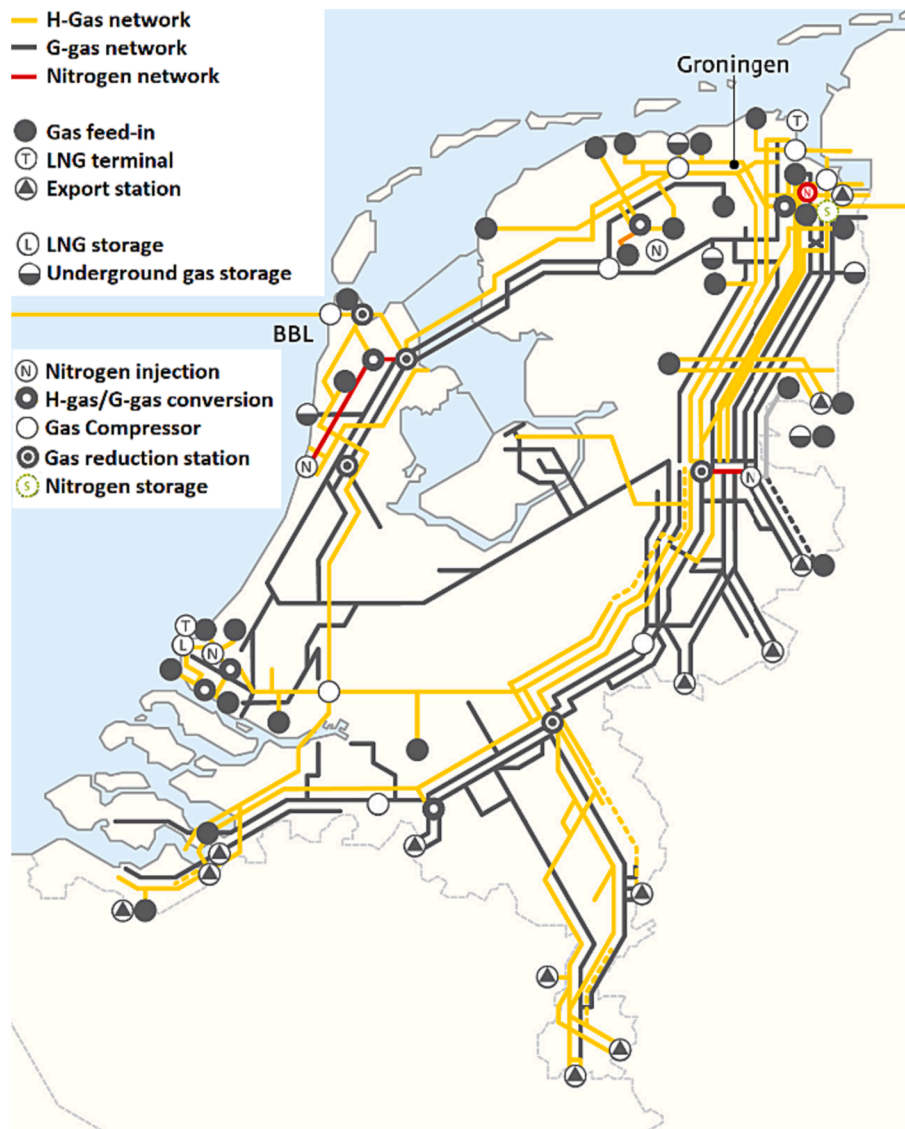 H-Gas network
G-gas network
Nitrogen network
Gas feed-in
T LNG terminal
Export station
L LNG storage
Underground gas storage
N Nitrogen injection
H-gas/G-gas conversion
Gas Compressor
Gas reduction station
S Nitrogen storage
Groningen
T
N
S
N
BBL
N
N
T
L
N